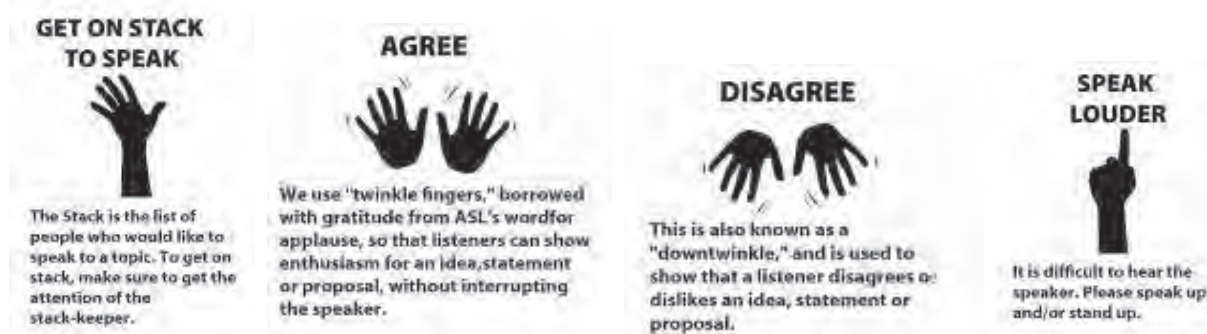 GET ON STACK
TO SPEAK
The Stack is the list of
people who would like to
speak to a topic. To get on
stack, make sure to get the
attention of the
stack-keeper.
AGREE
We use "twinkle fingers," borrowed
with gratitude from ASL's wordfor
applause, so that listeners can show
enthusiasm for an idea,statement
or proposal, without interrupting
the speaker.
DISAGREE
This is also known as a
"downtwinkle," and is used to
show that a listener disagrees o
dislikes an idea, statement or
proposal.
SPEAK
LOUDER
It is difficult to hear the
speaker. Please speak up
and/or stand up.